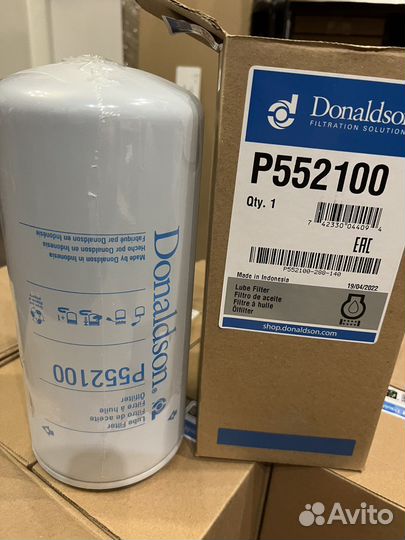 Donaldson
FILTRATION SOLUTION
P552100
Qty. 1
7 42330 04409 4
EAC
P552100-280-140
Made in Indonesia
19/04/2022
Lube Filter
Filtro de aceite
Filtre à huile
Ölfilter
shop.donaldson.com
Donaldson®
P552100
Ölfilter
Filtre à huile
Filtro de aceite
Lube Filter
Made by Donaldson in Indonesia
Hecho por Donaldson en Indonesia
Fabriqué par Donaldson en Indonésie
Avito